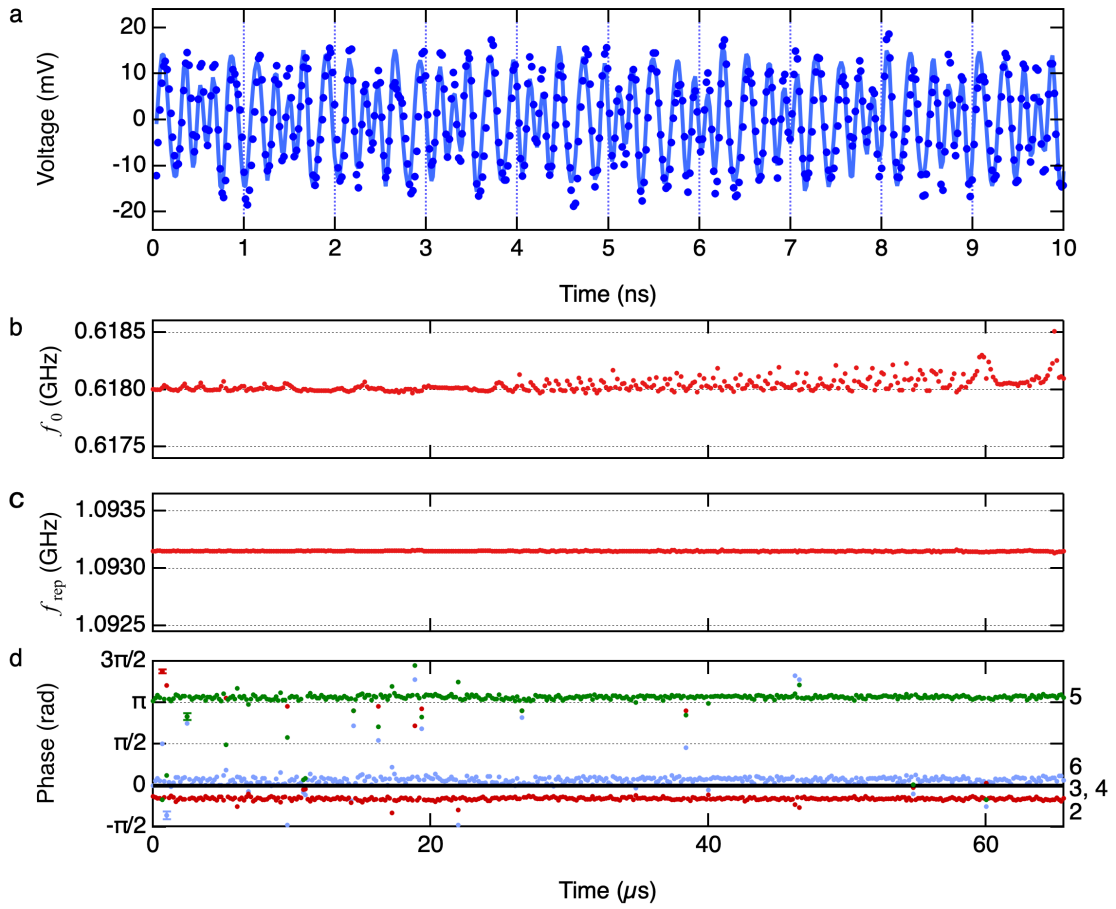 a
Voltage (mV)
20
10
0
-10
-20
0 1 2 3 4 5 6 7 8 9 10
Time (ns)
b
f0 (GHz)
0.6185
0.6180
0.6175
c
frep (GHz)
1.0935
1.0930
1.0925
d
Phase (rad)
3π/2
π
π/2
0
-π/2
5
6
3, 4
2
0 20 40 60
Time (μs)